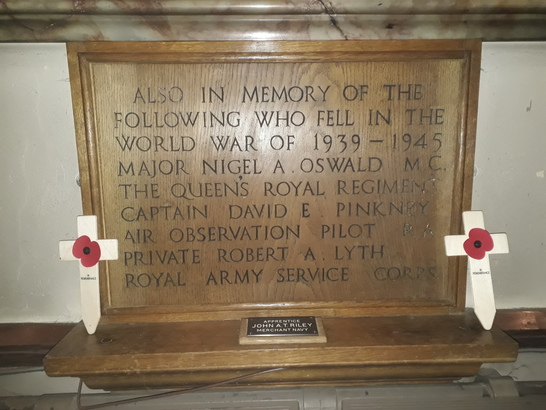 ALSO IN MEMORY OF THE
FOLLOWING WHO FELL IN THE
WORLD WAR OF 1939 – 1945
MAJOR NIGEL A. OSWALD M.C.
THE QUEEN'S ROYAL REGIMENT
CAPTAIN DAVID E PINKNEY
AIR OBSERVATION PILOT R.A.
PRIVATE ROBERT A. LYTH
ROYAL ARMY SERVICE CORPS
APPRENTICE
JOHN A.T. RILEY
MERCHANT NAVY